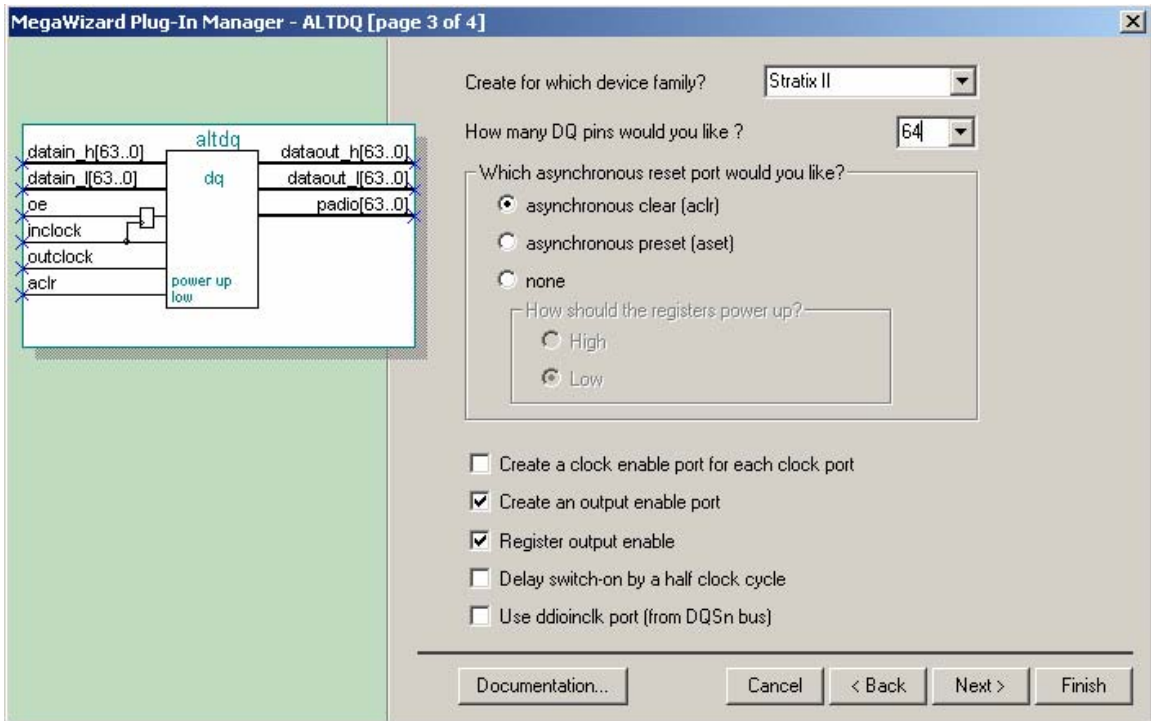 MegaWizard Plug-In Manager - ALTDQ [page 3 of 4]
altdq
datain_h[63..0]
dataout_h[63..0]
datain_l[63..0]
dq
dataout_l[63..0]
oe
padio[63..0]
inclock
outclock
aclr
power up
low
Create for which device family?
Stratix II
How many DQ pins would you like ?
64
Which asynchronous reset port would you like?
asynchronous clear (aclr)
asynchronous preset (aset)
none
How should the registers power up?
High
Low
Create a clock enable port for each clock port
Create an output enable port
Register output enable
Delay switch-on by a half clock cycle
Use ddioinclk port (from DQSn bus)
Documentation...
Cancel
< Back
Next >
Finish